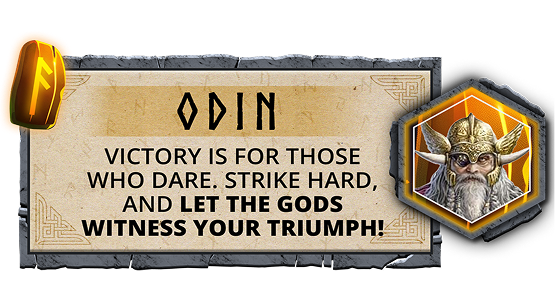 ᚨ
ODIN
VICTORY IS FOR THOSE
WHO DARE. STRIKE HARD,
AND LET THE GODS
WITNESS YOUR TRIUMPH!